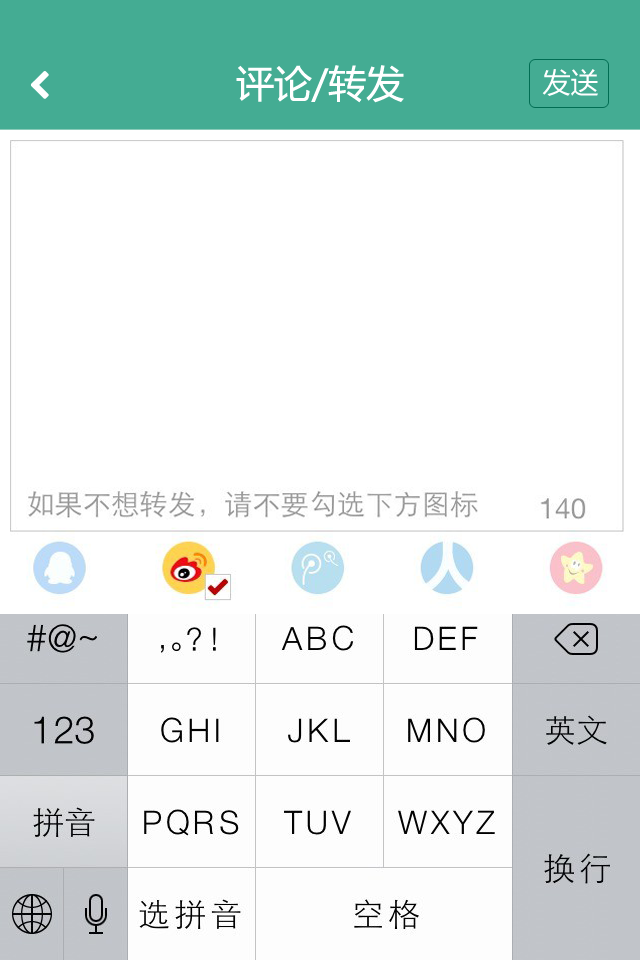 评论/转发
发送
如果不想转发，请不要勾选下方图标
140
#@~
,。?!
ABC
DEF
123
GHI
JKL
MNO
英文
拼音
PQRS
TUV
WXYZ
换行
选拼音
空格